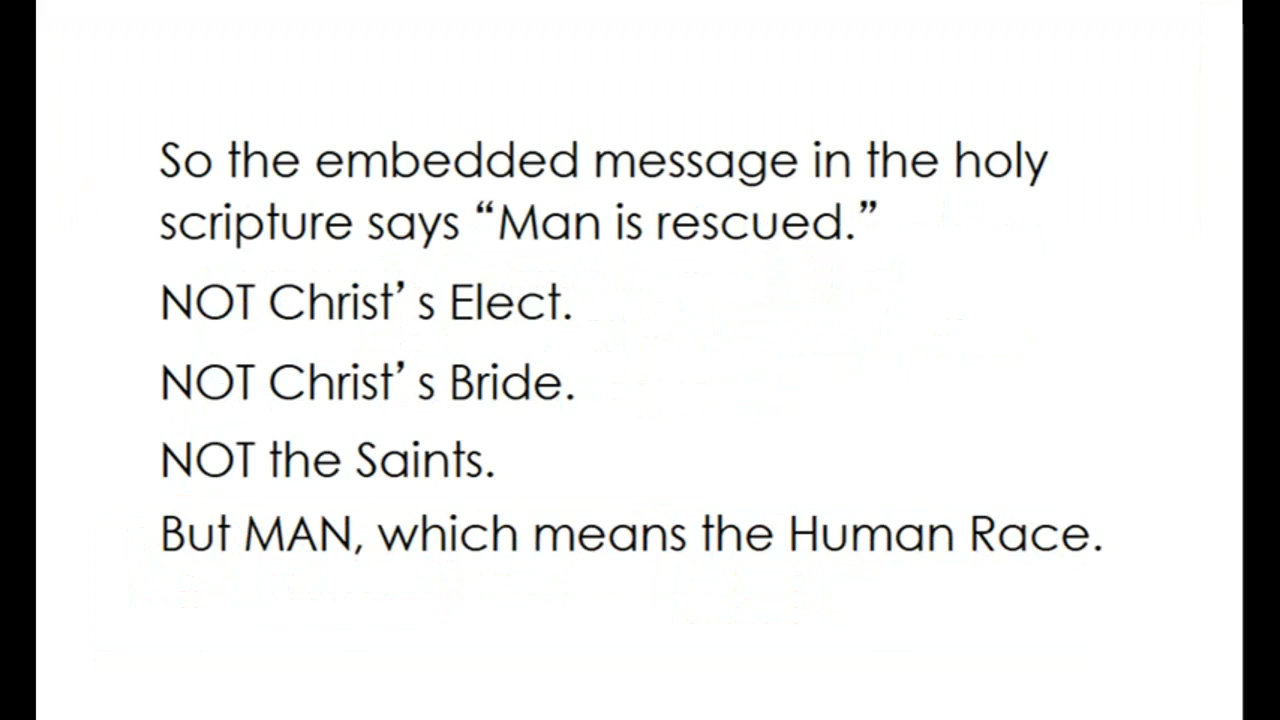 So the embedded message in the holy
scripture says “Man is rescued.”
NOT Christ’s Elect.
NOT Christ’s Bride.
NOT the Saints.
But MAN, which means the Human Race.